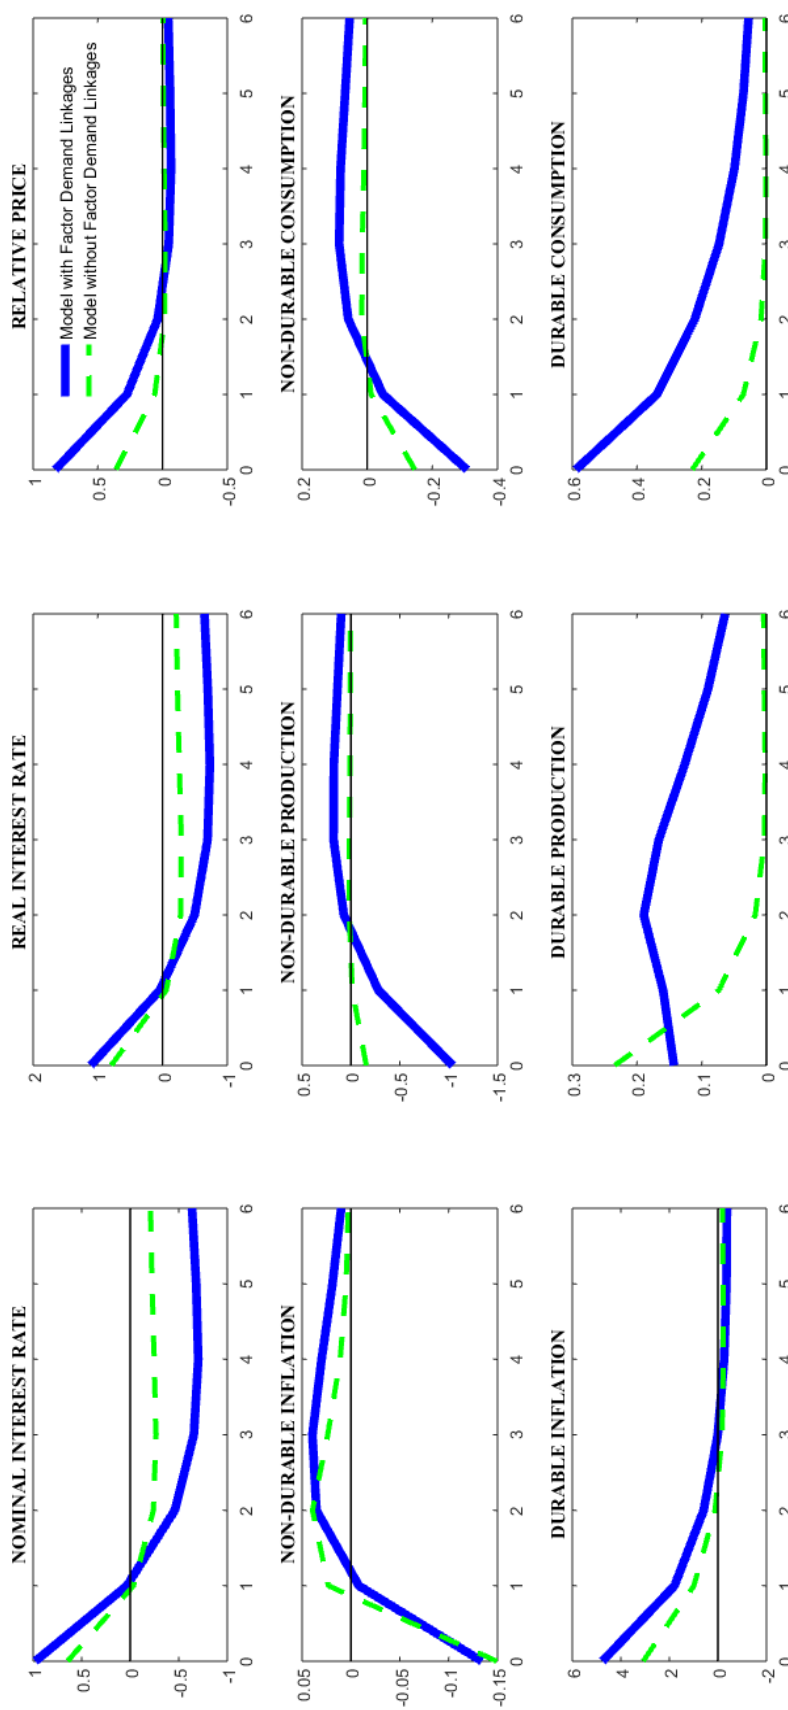 NOMINAL INTEREST RATE
1
0.5
0
-0.5
-1
0 1 2 3 4 5 6
REAL INTEREST RATE
2
1
0
-1
0 1 2 3 4 5 6
RELATIVE PRICE
Model with Factor Demand Linkages
Model without Factor Demand Linkages
1
0.5
0
-0.5
0 1 2 3 4 5 6
NON-DURABLE INFLATION
0.05
0
-0.05
-0.1
-0.15
0 1 2 3 4 5 6
NON-DURABLE PRODUCTION
0.5
0
-0.5
-1
-1.5
0 1 2 3 4 5 6
NON-DURABLE CONSUMPTION
0.2
0
-0.2
-0.4
0 1 2 3 4 5 6
DURABLE INFLATION
6
4
2
0
-2
0 1 2 3 4 5 6
DURABLE PRODUCTION
0.3
0.2
0.1
0
0 1 2 3 4 5 6
DURABLE CONSUMPTION
0.6
0.4
0.2
0
0 1 2 3 4 5 6